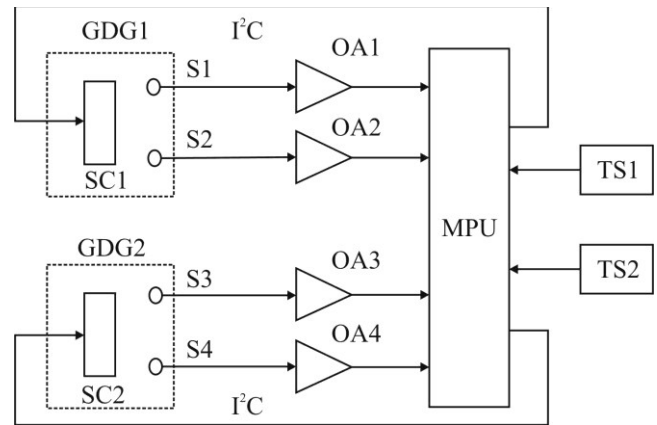 GDG1
I²C
OA1
S1
S2
OA2
SC1
TS1
MPU
GDG2
TS2
S3
OA3
S4
OA4
SC2
I²C